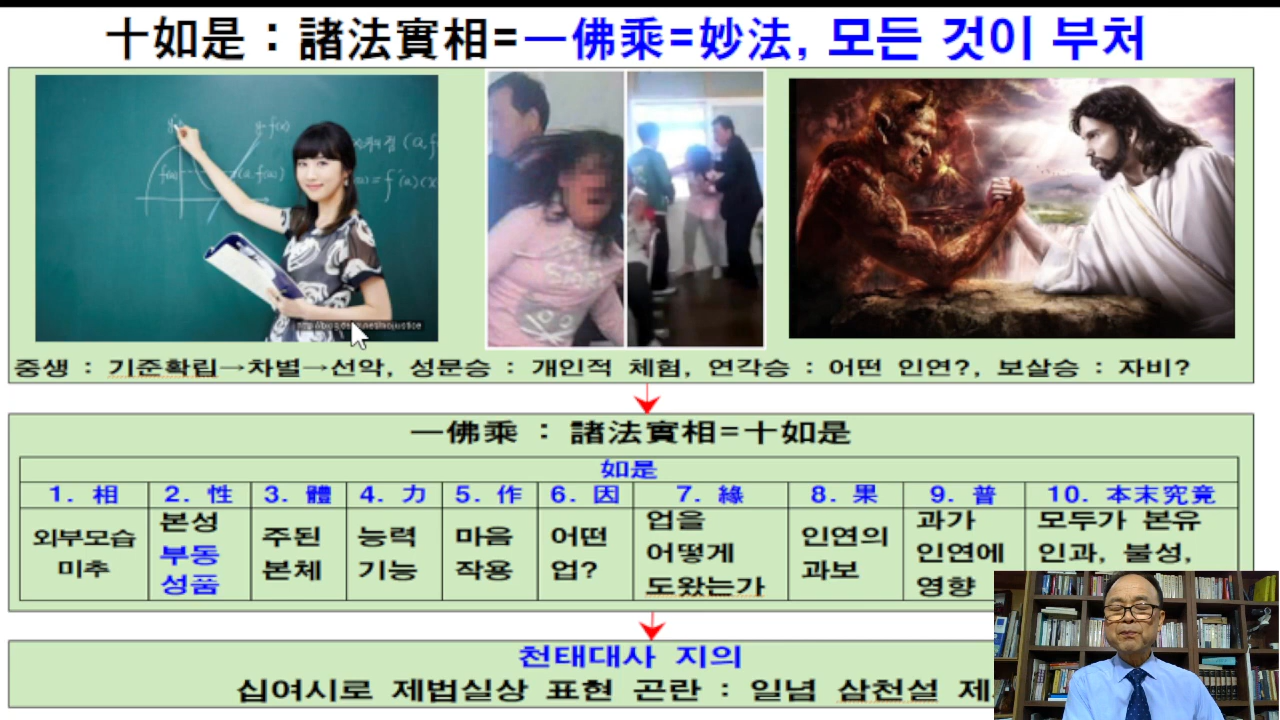 十如是 : 諸法實相=一佛乘=妙法, 모든 것이 부처
중생 : 기준확립→차별→선악, 성문승 : 개인적 체험, 연각승 : 어떤 인연?, 보살승 : 자비?
一佛乘 : 諸法實相=十如是
如是
1. 相 2. 性 3. 體 4. 力 5. 作 6. 因 7. 緣 8. 果 9. 普 10. 本末究竟
외부모습
미추
본성
부동
성품
주된
본체
능력
기능
마음
작용
어떤
업?
업을
어떻게
도왔는가
인연의
과보
과가
인연에
영향
모두가 본유
인과, 불성,
천태대사 지의
십여시로 제법실상 표현 곤란 : 일념 삼천설 제